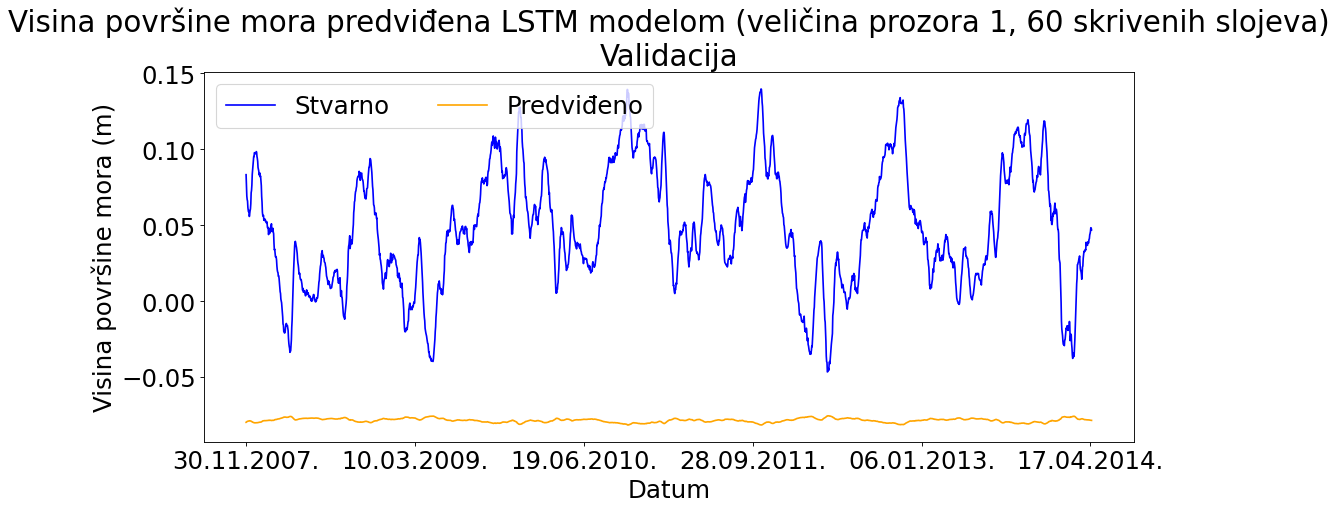 Visina površine mora predviđena LSTM modelom (veličina prozora 1, 60 skrivenih slojeva)
Validacija
Stvarno Predviđeno
Visina površine mora (m)
0.15
0.10
0.05
0.00
−0.05
30.11.2007. 10.03.2009. 19.06.2010. 28.09.2011. 06.01.2013. 17.04.2014.
Datum